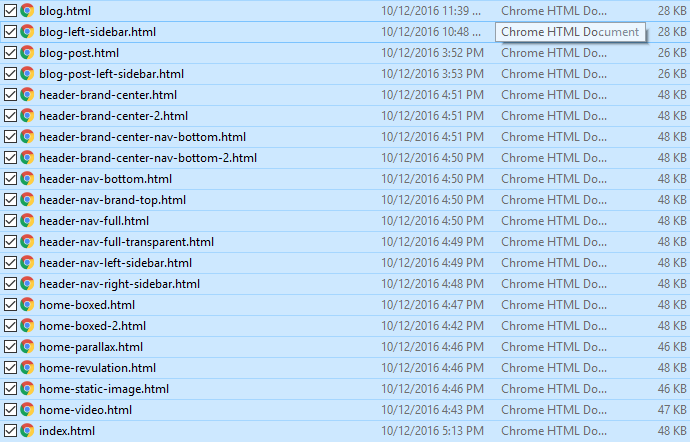 blog.html 10/12/2016 11:39 ... Chrome HTML Do... 28 KB
blog-left-sidebar.html 10/12/2016 10:48 ... Chrome HTML Document 28 KB
blog-post.html 10/12/2016 3:52 PM Chrome HTML Do... 26 KB
blog-post-left-sidebar.html 10/12/2016 3:53 PM Chrome HTML Do... 26 KB
header-brand-center.html 10/12/2016 4:51 PM Chrome HTML Do... 48 KB
header-brand-center-2.html 10/12/2016 4:51 PM Chrome HTML Do... 48 KB
header-brand-center-nav-bottom.html 10/12/2016 4:51 PM Chrome HTML Do... 48 KB
header-brand-center-nav-bottom-2.html 10/12/2016 4:50 PM Chrome HTML Do... 48 KB
header-nav-bottom.html 10/12/2016 4:50 PM Chrome HTML Do... 48 KB
header-nav-brand-top.html 10/12/2016 4:50 PM Chrome HTML Do... 48 KB
header-nav-full.html 10/12/2016 4:50 PM Chrome HTML Do... 48 KB
header-nav-full-transparent.html 10/12/2016 4:49 PM Chrome HTML Do... 48 KB
header-nav-left-sidebar.html 10/12/2016 4:49 PM Chrome HTML Do... 48 KB
header-nav-right-sidebar.html 10/12/2016 4:48 PM Chrome HTML Do... 48 KB
home-boxed.html 10/12/2016 4:47 PM Chrome HTML Do... 48 KB
home-boxed-2.html 10/12/2016 4:42 PM Chrome HTML Do... 48 KB
home-parallax.html 10/12/2016 4:46 PM Chrome HTML Do... 46 KB
home-revulation.html 10/12/2016 4:46 PM Chrome HTML Do... 48 KB
home-static-image.html 10/12/2016 4:46 PM Chrome HTML Do... 46 KB
home-video.html 10/12/2016 4:43 PM Chrome HTML Do... 47 KB
index.html 10/12/2016 5:13 PM Chrome HTML Do... 48 KB